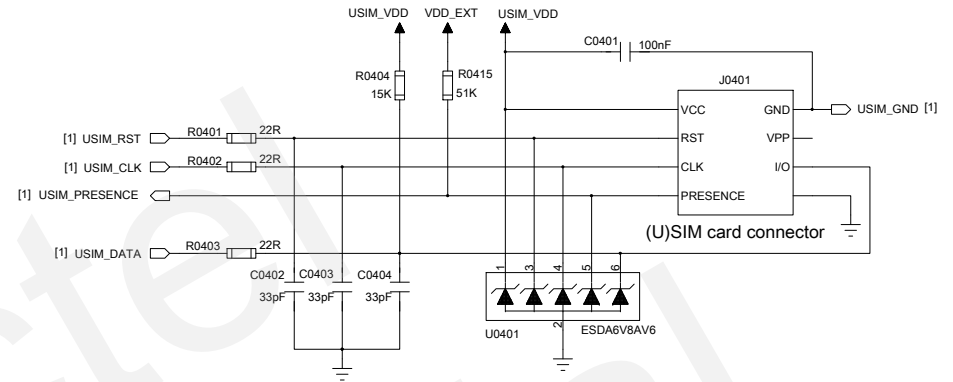 USIM_VDD VDD_EXT USIM_VDD
C0401 100nF
R0404 15K
R0415 51K
J0401
VCC GND USIM_GND [1]
[1] USIM_RST R0401 22R RST VPP
[1] USIM_CLK R0402 22R CLK I/O
[1] USIM_PRESENCE PRESENCE
(U)SIM card connector
[1] USIM_DATA R0403 22R
C0402 C0403 C0404
33pF 33pF 33pF
1 3 4 5 6
2
U0401 ESDA6V8AV6